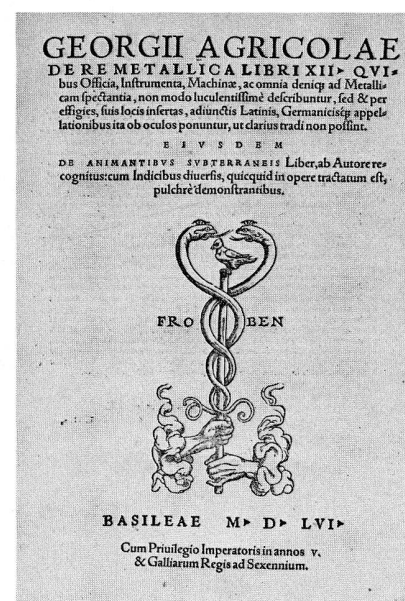 GEORGII AGRICOLAE
DE RE METALLICA LIBRI XII▸ QVI⸗
bus Officia, Instrumenta, Machinæ, ac omnia deniq; ad Metalli⸗
cam spectantia, non modo luculentissimè describuntur, sed & per
effigies, suis locis insertas, adiunctis Latinis, Germanicisq; appel⸗
lationibus ita ob oculos ponuntur, ut clarius tradi non possint.
EIVSDEM
DE ANIMANTIBVS SVBTERRANEIS Liber, ab Autore re⸗
cognitus: cum Indicibus diuersis, quicquid in opere tractatum est,
pulchrè demonstrantibus.
FRO BEN
BASILEAE M▸ D▸ LVI▸
Cum Priuilegio Imperatoris in annos v.
& Galliarum Regis ad Sexennium.